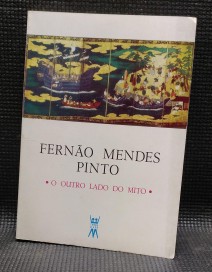 FERNÃO MENDES
PINTO
• O OUTRO LADO DO MITO •